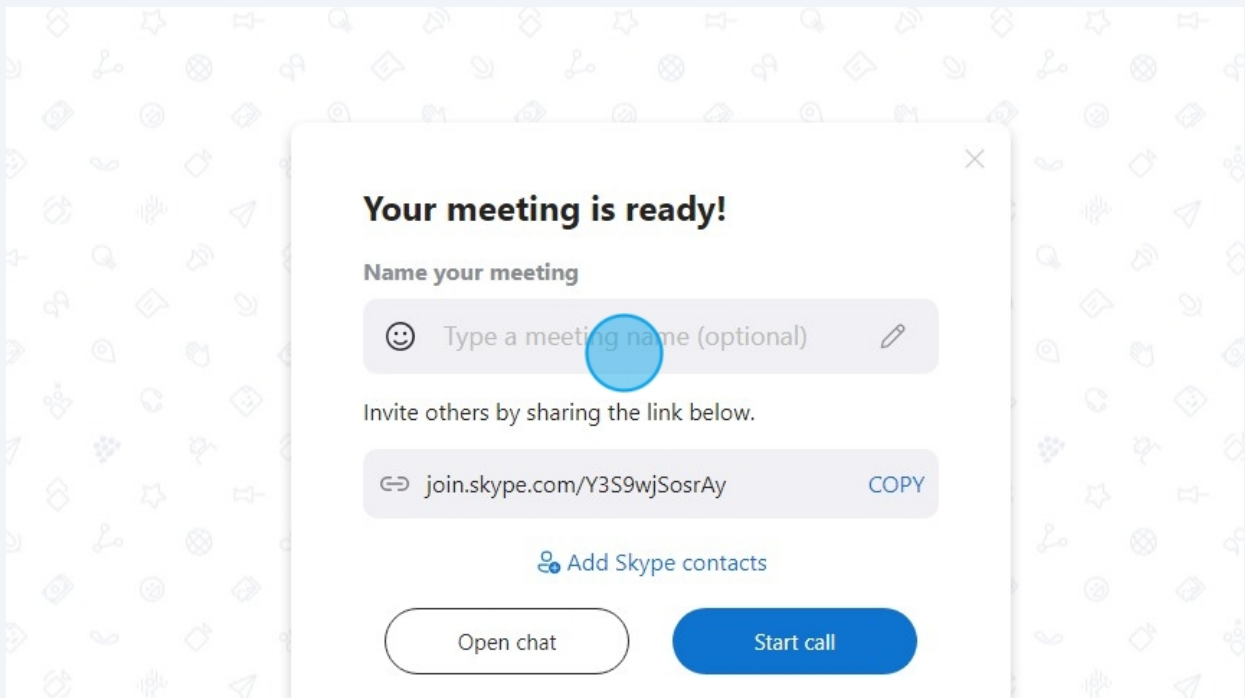 Your meeting is ready!
Name your meeting
Type a meeting name (optional)
Invite others by sharing the link below.
join.skype.com/Y3S9wjSosrAy COPY
Add Skype contacts
Open chat Start call